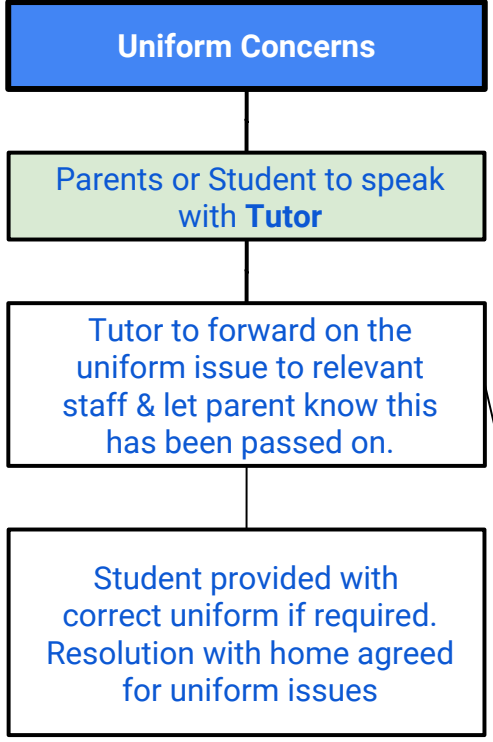 Uniform Concerns
Parents or Student to speak
with Tutor
Tutor to forward on the
uniform issue to relevant
staff & let parent know this
has been passed on.
Student provided with
correct uniform if required.
Resolution with home agreed
for uniform issues